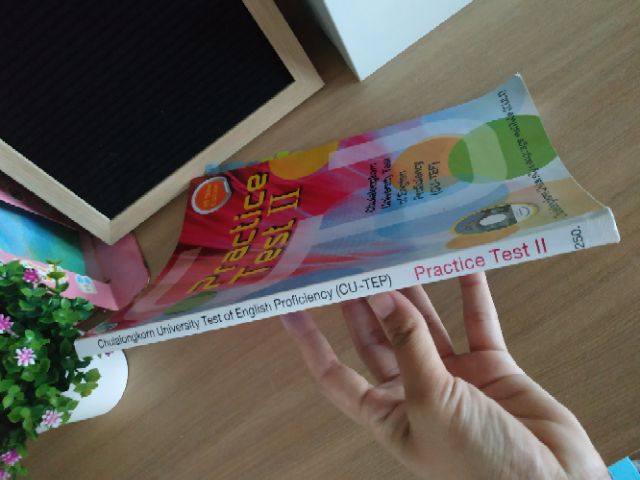 Practice
Test II
Chulalongkorn
University Test
of English
Proficiency
(CU-TEP)
Chulalongkorn University Test of English Proficiency (CU-TEP) Practice Test II
250.